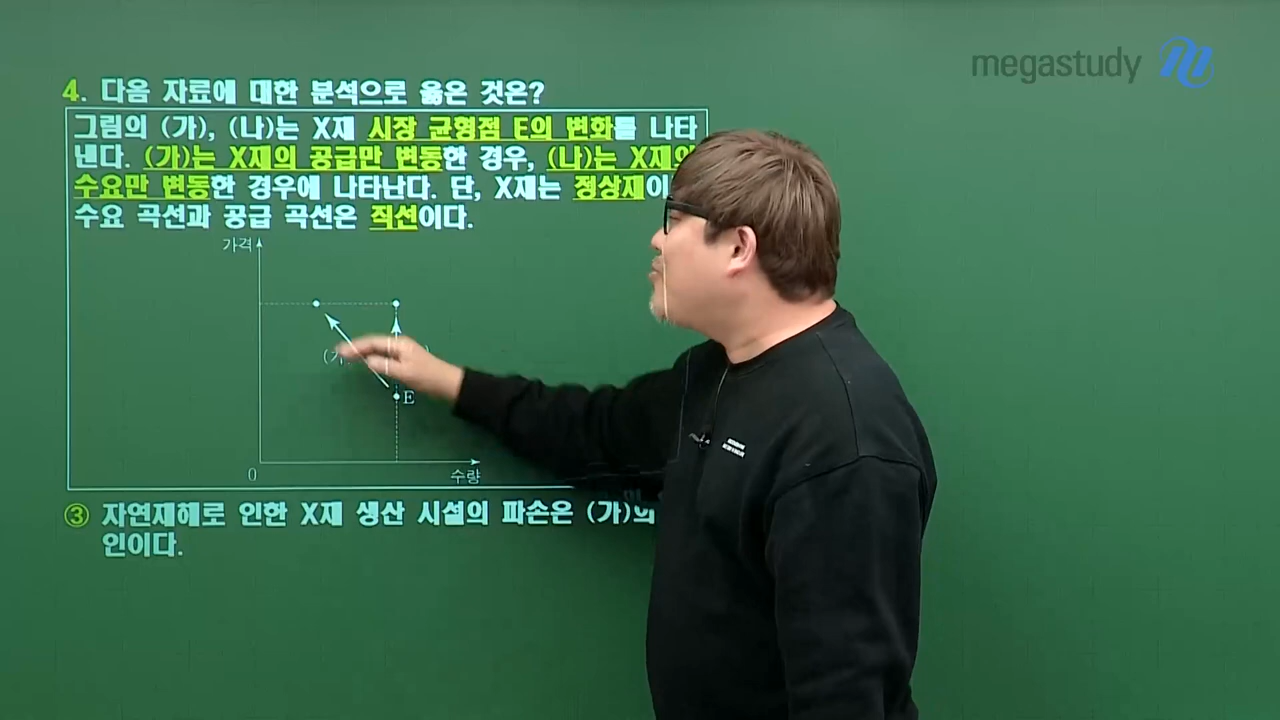 megastudy
4. 다음 자료에 대한 분석으로 옳은 것은?
그림의 (가), (나)는 X재 시장 균형점 E의 변화를 나타
낸다. (가)는 X재의 공급만 변동한 경우, (나)는 X재의
수요만 변동한 경우에 나타난다. 단, X재는 정상재이
수요 곡선과 공급 곡선은 직선이다.
가격
(가
E
0
수량
③ 자연재해로 인한 X재 생산 시설의 파손은 (가)의
인이다.